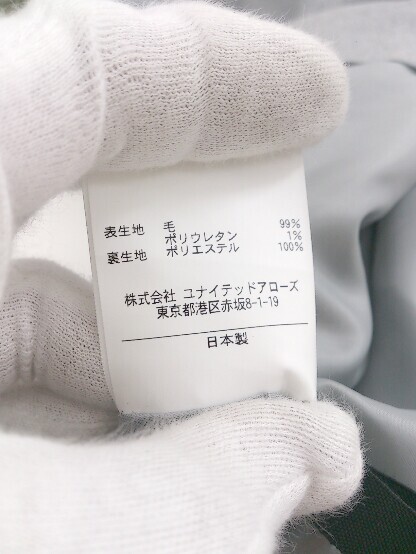 表生地 毛 99%
ポリウレタン 1%
裏生地 ポリエステル 100%
株式会社 ユナイテッドアローズ
東京都港区赤坂8-1-19
日本製